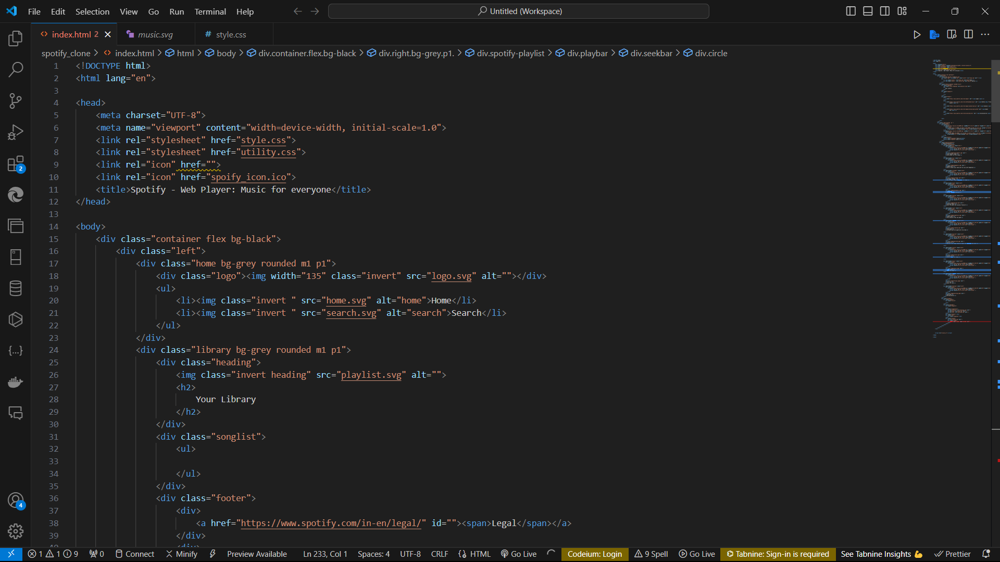 File Edit Selection View Go Run Terminal Help Untitled (Workspace)
index.html 2 music.svg # style.css
spotify_clone > index.html > html > body > div.container.flex.bg-black > div.right.bg-grey.p1. > div.spotify-playlist > div.playbar > div.seekbar > div.circle
1 <!DOCTYPE html>
2 <html lang="en">
3
4 <head>
5 <meta charset="UTF-8">
6 <meta name="viewport" content="width=device-width, initial-scale=1.0">
7 <link rel="stylesheet" href="style.css">
8 <link rel="stylesheet" href="utility.css">
9 <link rel="icon" href="">
10 <link rel="icon" href="spoify_icon.ico">
11 <title>Spotify - Web Player: Music for everyone</title>
12 </head>
13
14 <body>
15 <div class="container flex bg-black">
16 <div class="left">
17 <div class="home bg-grey rounded m1 p1">
18 <div class="logo"><img width="135" class="invert" src="logo.svg" alt=""></div>
19 <ul>
20 <li><img class="invert " src="home.svg" alt="home">Home</li>
21 <li><img class="invert " src="search.svg" alt="search">Search</li>
22 </ul>
23 </div>
24 <div class="library bg-grey rounded m1 p1">
25 <div class="heading">
26 <img class="invert heading" src="playlist.svg" alt="">
27 <h2>
28 Your Library
29 </h2>
30 </div>
31 <div class="songlist">
32 <ul>
33
34 </ul>
35 </div>
36 <div class="footer">
37 <div>
38 <a href="https://www.spotify.com/in-en/legal/" id=""><span>Legal</span></a>
39 </div>
40 <div>
2
4
1 1 9 0 Connect Minify Preview Available Ln 233, Col 1 Spaces: 4 UTF-8 CRLF HTML Go Live Codeium: Login 9 Spell Go Live Tabnine: Sign-in is required See Tabnine Insights Prettier